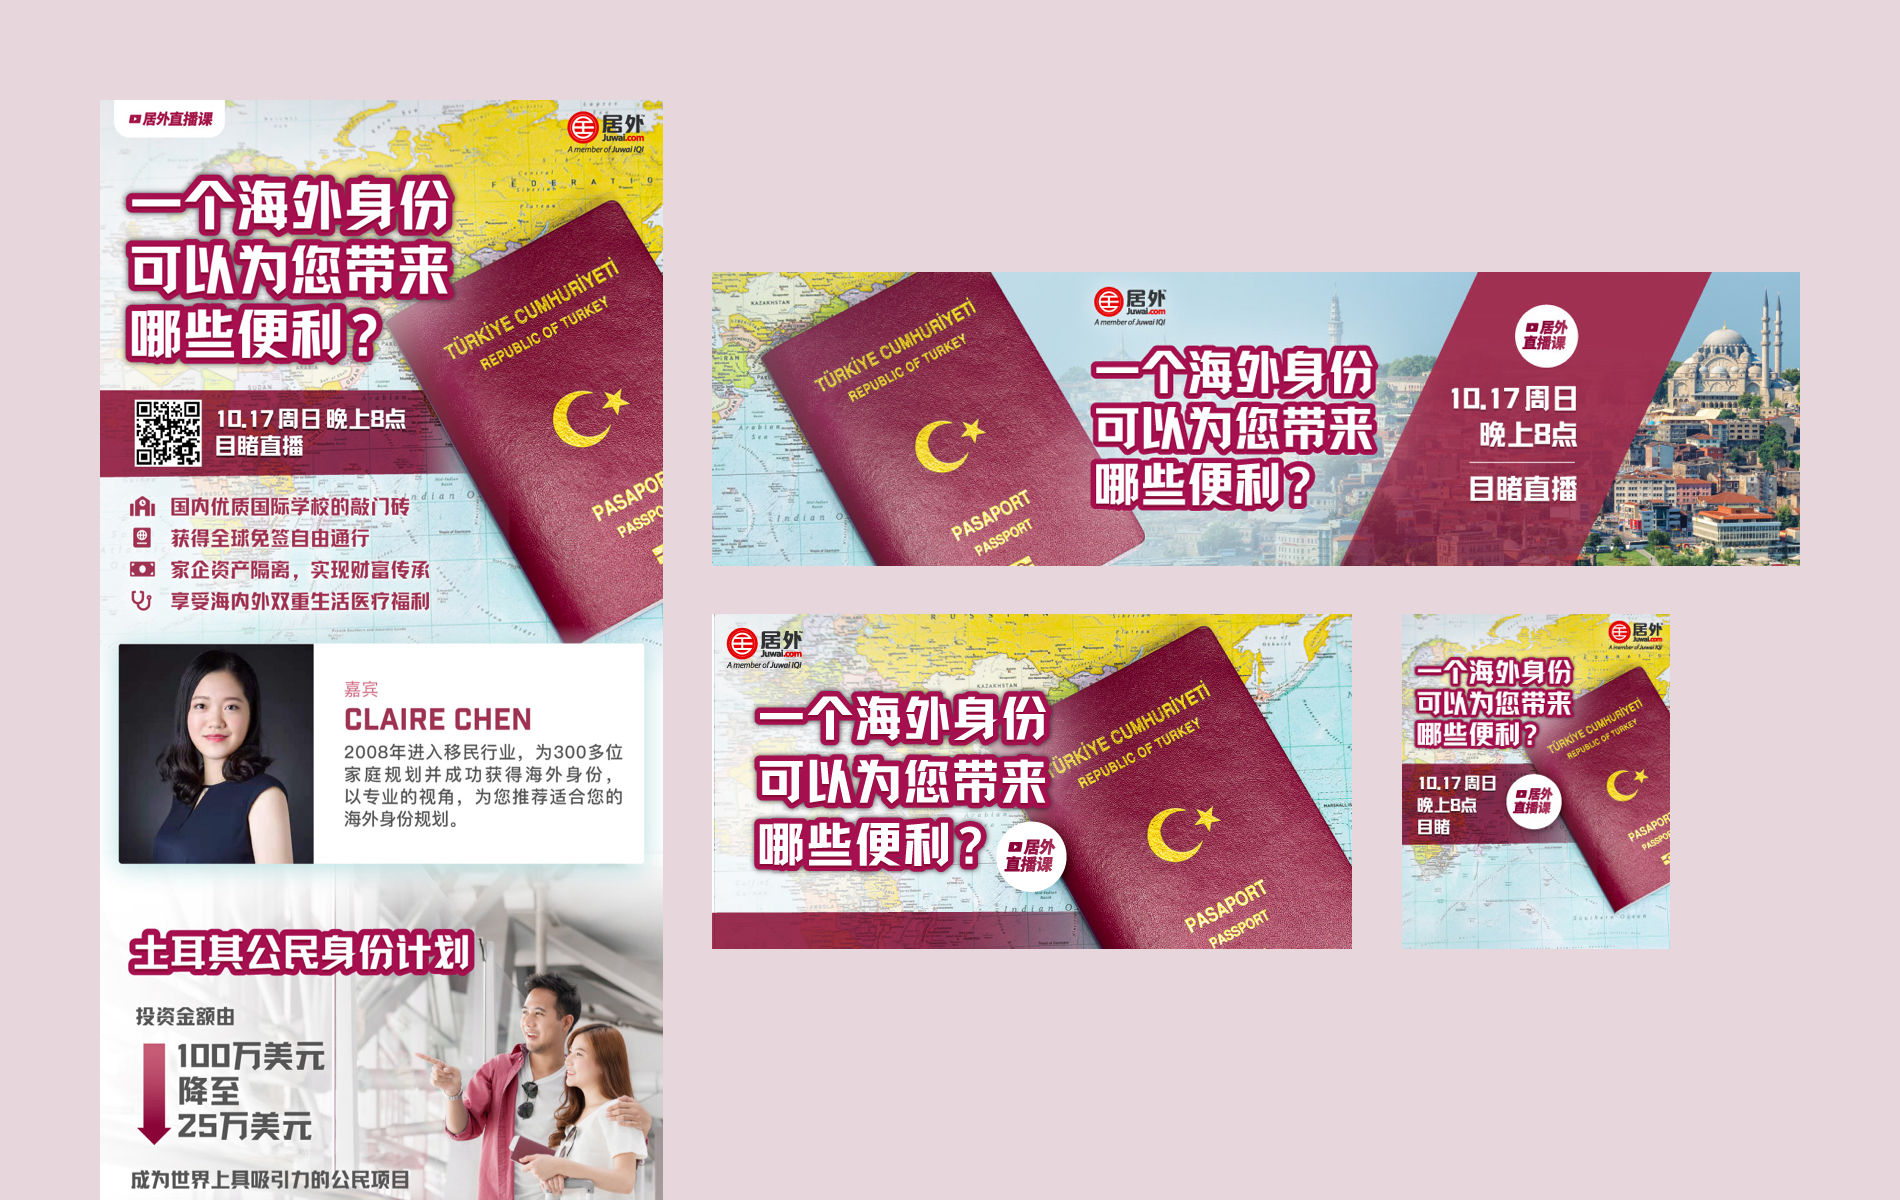 居外直播课
居外
Juwai.com
A member of Juwai IQI
一个海外身份
可以为您带来
哪些便利？
TÜRKİYE CUMHURİYETİ
REPUBLIC OF TURKEY
10.17 周日 晚上8点
目睹直播
国内优质国际学校的敲门砖
获得全球免签自由通行
家企资产隔离，实现财富传承
享受海内外双重生活医疗福利
嘉宾
CLAIRE CHEN
2008年进入移民行业，为300多位
家庭规划并成功获得海外身份，
以专业的视角，为您推荐适合您的
海外身份规划。
土耳其公民身份计划
投资金额由
100万美元
降至
25万美元
成为世界上具吸引力的公民项目
TÜRKİYE CUMHURİYETİ
REPUBLIC OF TURKEY
PASAPORT
PASSPORT
居外
Juwai.com
A member of Juwai IQI
一个海外身份
可以为您带来
哪些便利？
居外
直播课
10.17 周日
晚上8点
目睹直播
居外
Juwai.com
A member of Juwai IQI
一个海外身份
可以为您带来
哪些便利？
居外
直播课
TÜRKİYE CUMHURİYETİ
REPUBLIC OF TURKEY
PASAPORT
PASSPORT
居外
Juwai.com
A member of Juwai IQI
一个海外身份
可以为您带来
哪些便利？
TÜRKİYE CUMHURİYETİ
REPUBLIC OF TURKEY
10.17 周日
晚上8点
目睹
居外
直播课